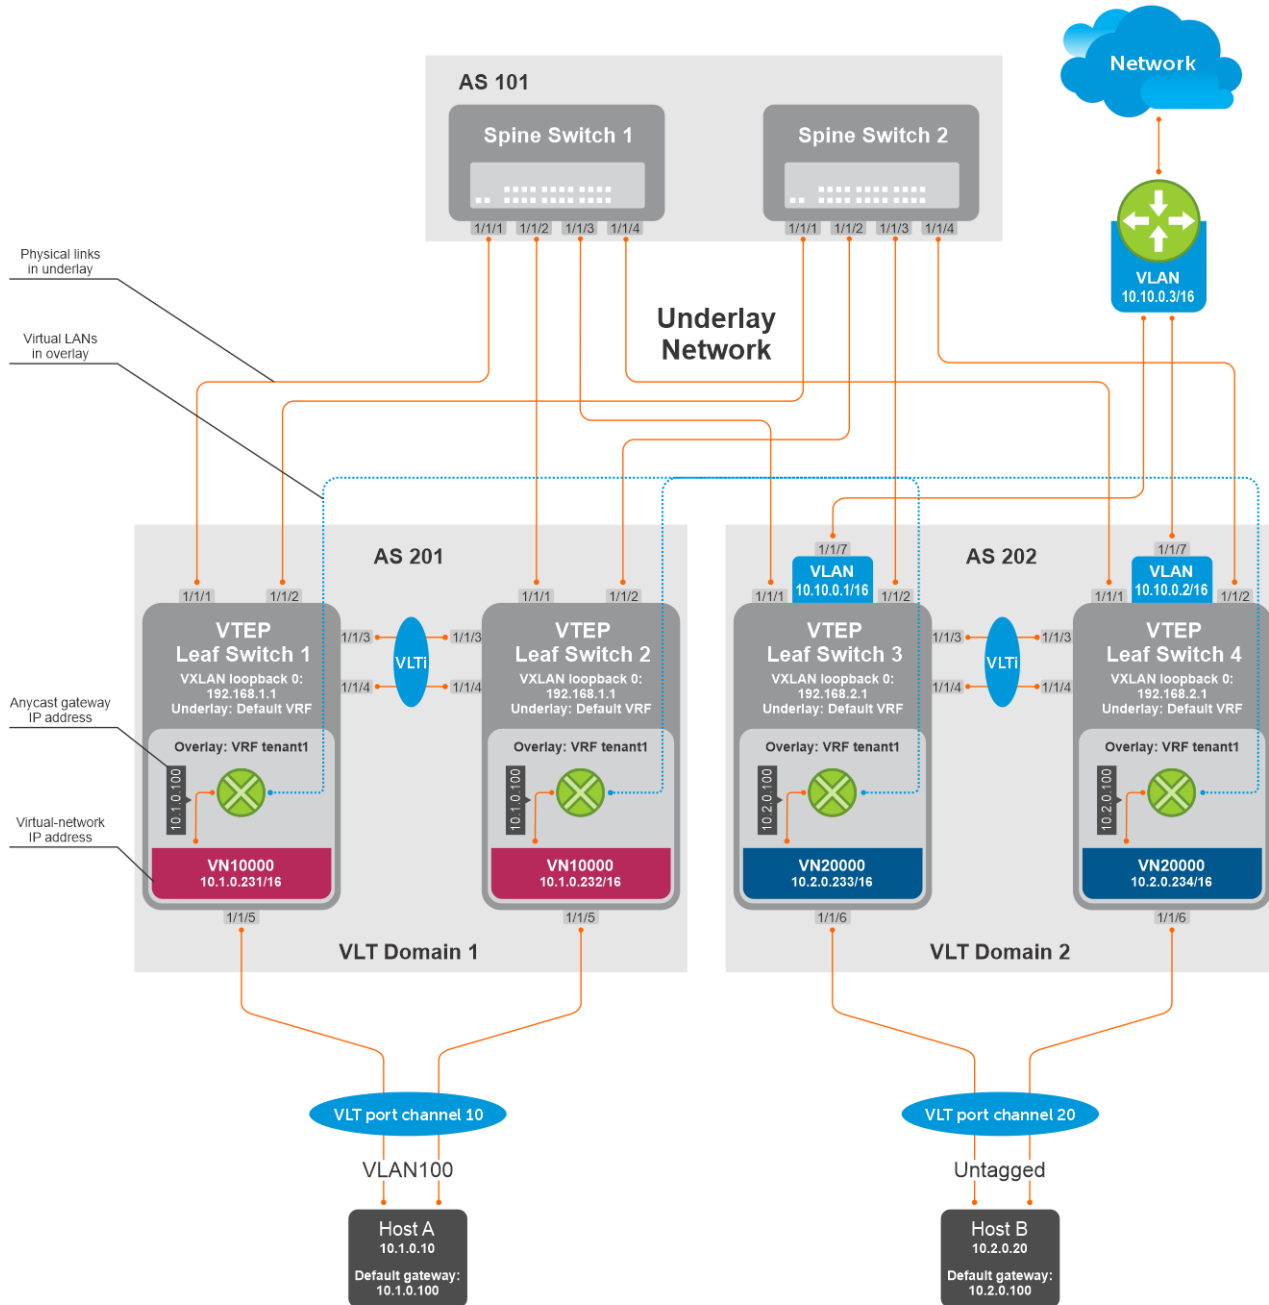 Network
AS 101
Spine Switch 1
Spine Switch 2
1/1/1 1/1/2 1/1/3 1/1/4
1/1/1 1/1/2 1/1/3 1/1/4
VLAN
10.10.0.3/16
Physical links
in underlay
Virtual LANs
in overlay
Underlay
Network
AS 201
AS 202
1/1/7
VLAN
10.10.0.1/16
1/1/7
VLAN
10.10.0.2/16
1/1/1 1/1/2
1/1/1 1/1/2
1/1/1 1/1/2
1/1/1 1/1/2
VTEP
Leaf Switch 1
VXLAN loopback 0:
192.168.1.1
Underlay: Default VRF
1/1/3 1/1/3
VLTi
1/1/4 1/1/4
VTEP
Leaf Switch 2
VXLAN loopback 0:
192.168.1.1
Underlay: Default VRF
VTEP
Leaf Switch 3
VXLAN loopback 0:
192.168.2.1
Underlay: Default VRF
1/1/3 1/1/3
VLTi
1/1/4 1/1/4
VTEP
Leaf Switch 4
VXLAN loopback 0:
192.168.2.1
Underlay: Default VRF
Anycast gateway
IP address
Overlay: VRF tenant1
10.1.0.100
Overlay: VRF tenant1
10.1.0.100
Overlay: VRF tenant1
10.2.0.100
Overlay: VRF tenant1
10.2.0.100
Virtual-network
IP address
VN10000
10.1.0.231/16
VN10000
10.1.0.232/16
VN20000
10.2.0.233/16
VN20000
10.2.0.234/16
1/1/5
1/1/5
1/1/6
1/1/6
VLT Domain 1
VLT Domain 2
VLT port channel 10
VLT port channel 20
VLAN100
Untagged
Host A
10.1.0.10
Default gateway:
10.1.0.100
Host B
10.2.0.20
Default gateway:
10.2.0.100